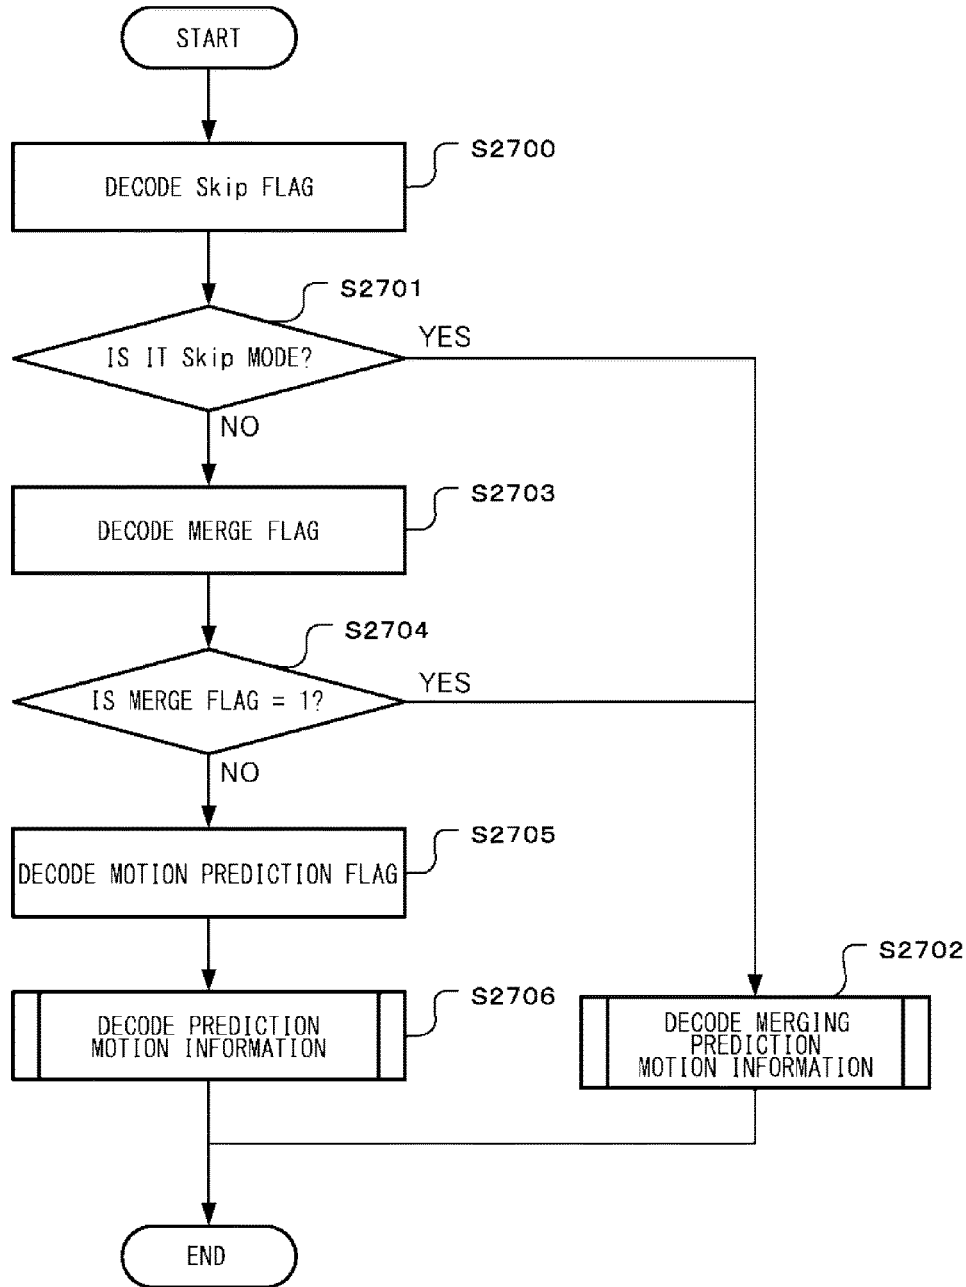 START
S2700
DECODE Skip FLAG
S2701
IS IT Skip MODE?
YES
NO
S2703
DECODE MERGE FLAG
S2704
IS MERGE FLAG = 1?
YES
NO
S2705
DECODE MOTION PREDICTION FLAG
S2706
DECODE PREDICTION
MOTION INFORMATION
S2702
DECODE MERGING
PREDICTION
MOTION INFORMATION
END